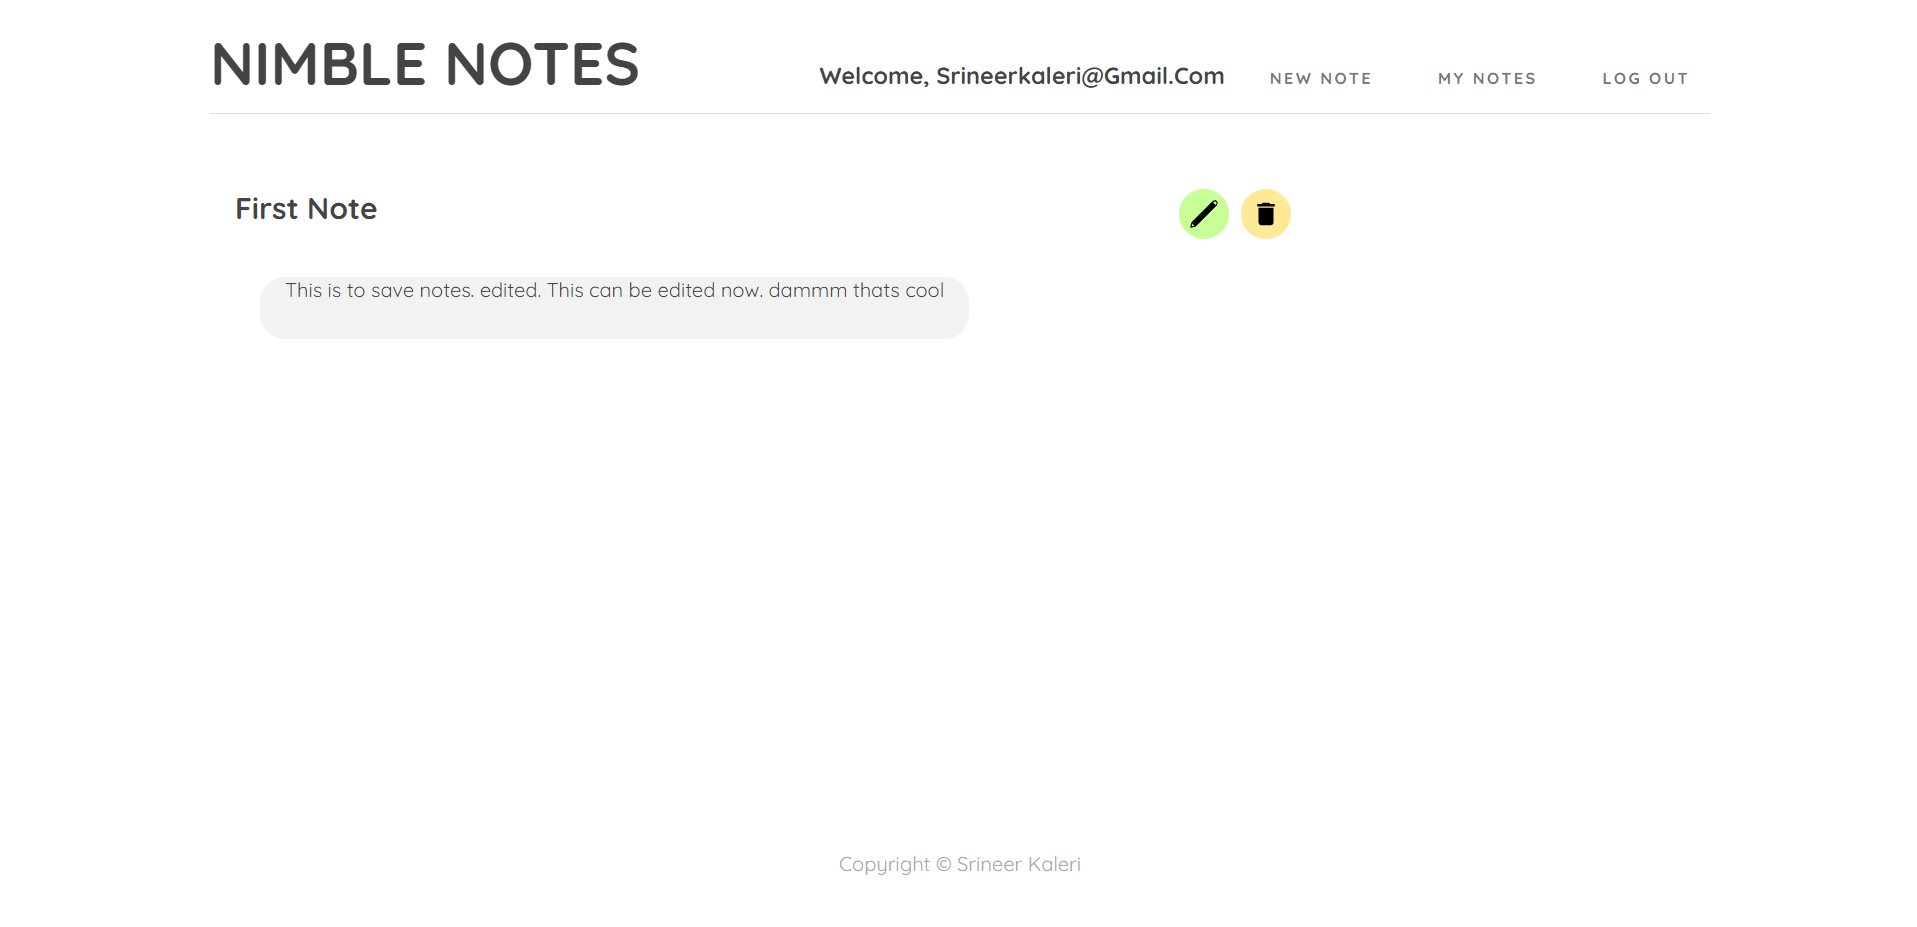 NIMBLE NOTES
Welcome, Srineerkaleri@Gmail.Com
NEW NOTE
MY NOTES
LOG OUT
First Note
This is to save notes. edited. This can be edited now. dammm thats cool
Copyright © Srineer Kaleri